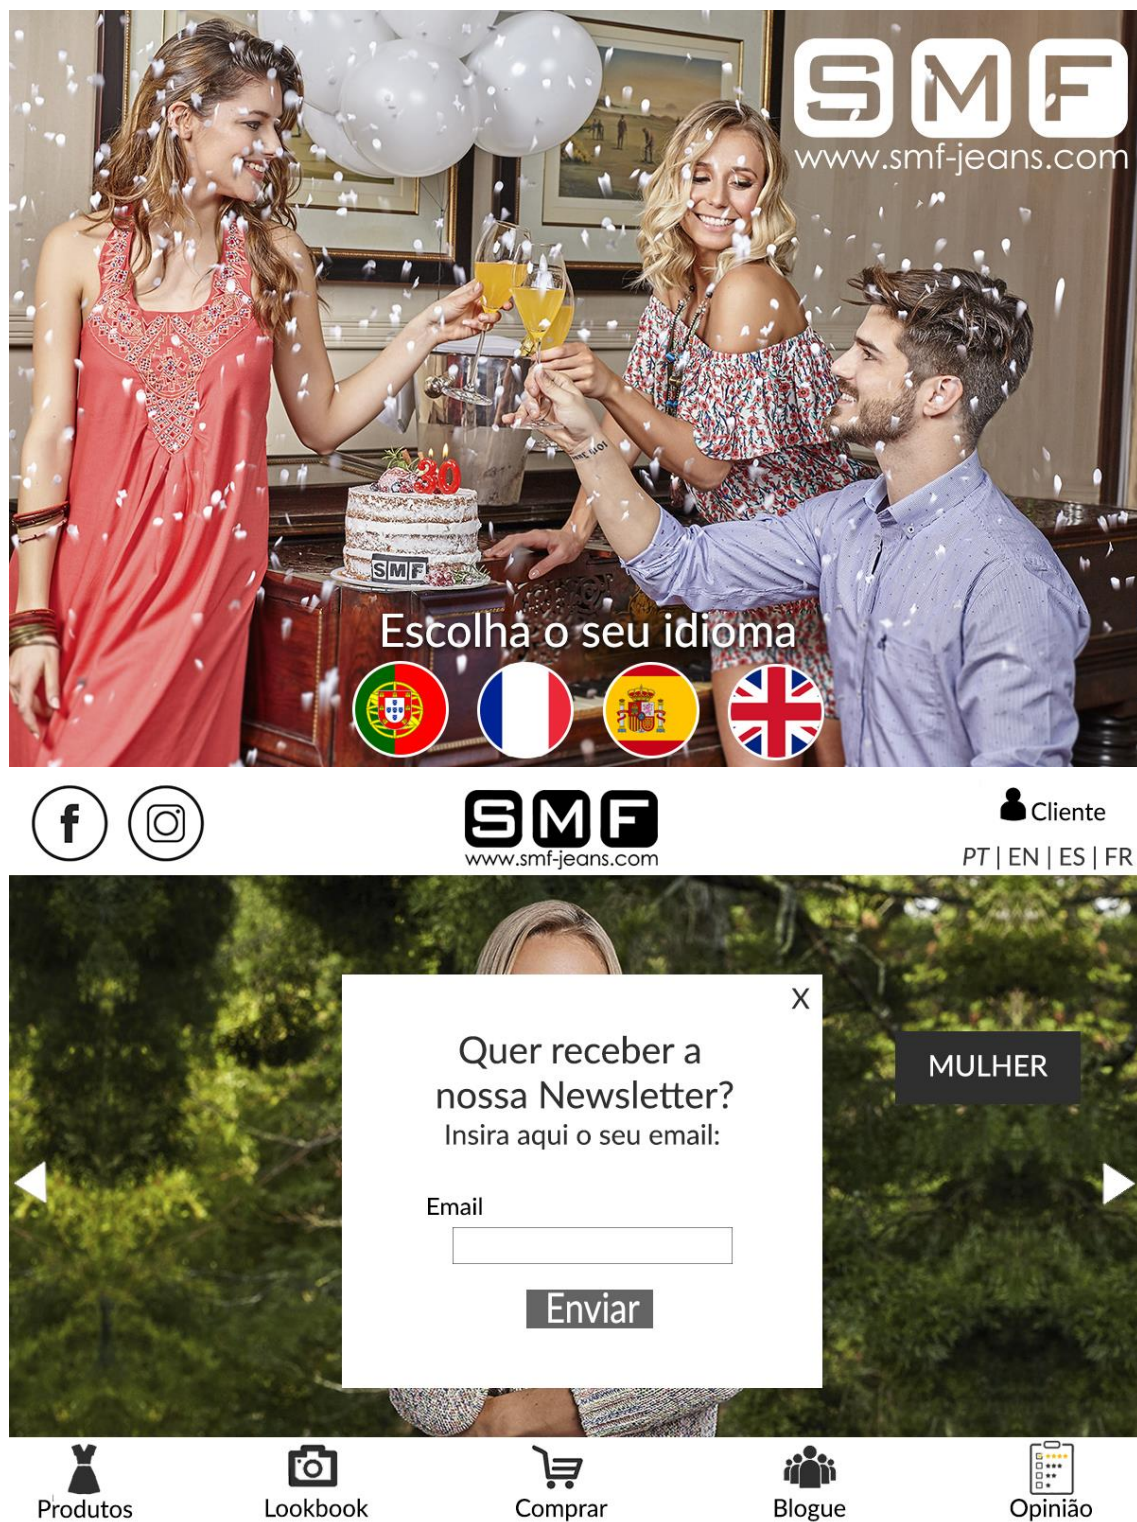 SMF
www.smf-jeans.com
30
SMF
Escolha o seu idioma
SMF
www.smf-jeans.com
Cliente
PT | EN | ES | FR
X
Quer receber a
nossa Newsletter?
Insira aqui o seu email:
MULHER
Email
Enviar
Produtos
Lookbook
Comprar
Blogue
Opinião